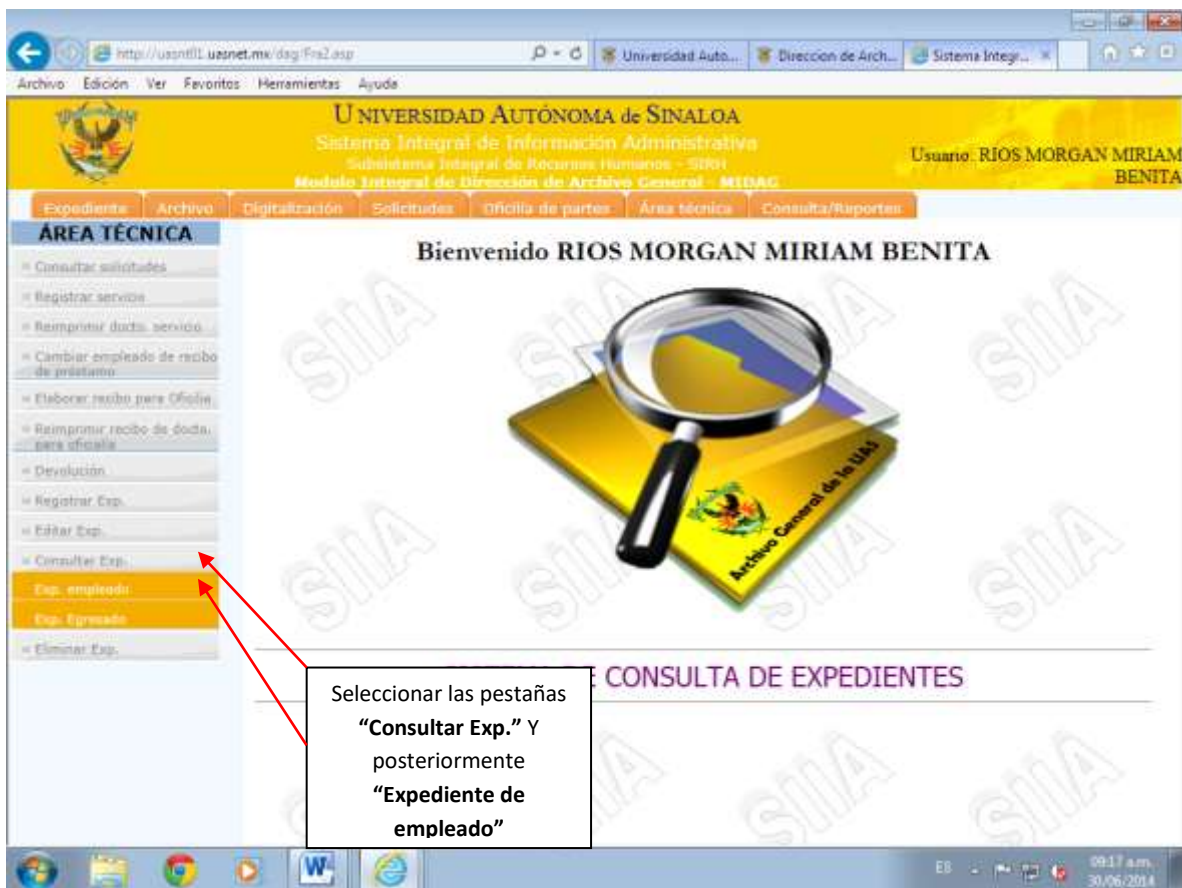 http://uasnt01.uasnet.mx/dag/Fra2.asp
Universidad Auto...
Direccion de Arch...
Sistema Integr...
Archivo Edición Ver Favoritos Herramientas Ayuda
UNIVERSIDAD AUTÓNOMA de SINALOA
Sistema Integral de Información Administrativa
Subsistema Integral de Recursos Humanos - SIRH
Modulo Integral de Dirección de Archivo General - MIDAG
Usuario: RIOS MORGAN MIRIAM
BENITA
Expediente Archivo Digitalización Solicitudes Oficilia de partes Área técnica Consulta/Reportes
ÁREA TÉCNICA
Consultar solicitudes
Registrar servicio
Reimprimir docto. servicio
Cambiar empleado de recibo
de préstamo
Elaborar recibo para Oficilia
Reimprimir recibo de docto.
para oficialia
Devolución
Registrar Exp.
Editar Exp.
Consultar Exp.
Exp. empleado
Exp. Egresado
Eliminar Exp.
Bienvenido RIOS MORGAN MIRIAM BENITA
SIIA
Archivo General de la UAS
DE CONSULTA DE EXPEDIENTES
Seleccionar las pestañas
“Consultar Exp.” Y
posteriormente
“Expediente de
empleado”
ES
09:17 a.m.
30/06/2014